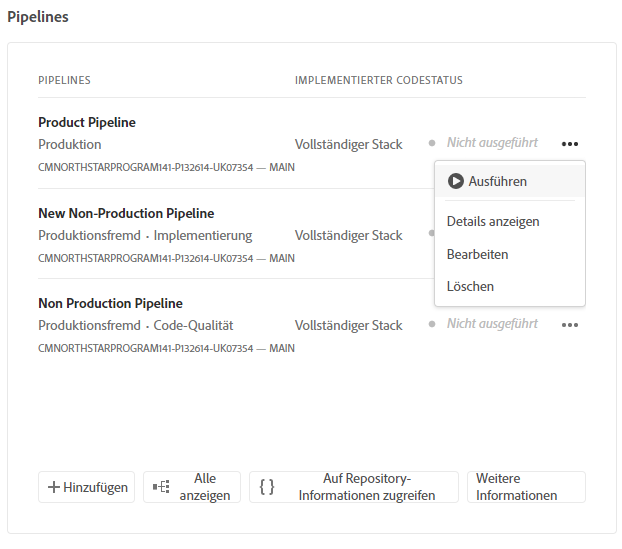 Pipelines
PIPELINES IMPLEMENTIERTER CODESTATUS
Product Pipeline
Produktion Vollständiger Stack Nicht ausgeführt
CMNORTHSTARPROGRAM141-P132614-UK07354 — MAIN
Ausführen
New Non-Production Pipeline
Details anzeigen
Produktionsfremd · Implementierung Vollständiger Stack
CMNORTHSTARPROGRAM141-P132614-UK07354 — MAIN
Bearbeiten
Löschen
Non Production Pipeline
Produktionsfremd · Code-Qualität Vollständiger Stack Nicht ausgeführt
CMNORTHSTARPROGRAM141-P132614-UK07354 — MAIN
Hinzufügen
Alle
anzeigen
Auf Repository-
Informationen zugreifen
Weitere
Informationen